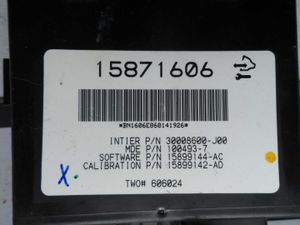 15871606
*BN1606E060141926*
INTIER P/N 30008600-J00
MDE P/N 100493-7
SOFTWARE P/N 15899144-AC
CALIBRATION P/N 15899142-AD
X.
TWO# 606024